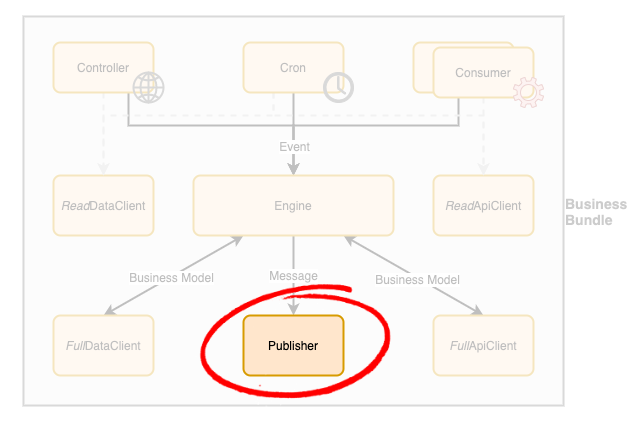 Controller
Cron
Consumer
Event
ReadDataClient
Engine
ReadApiClient
Business
Bundle
Business Model
Message
Business Model
FullDataClient
Publisher
FullApiClient